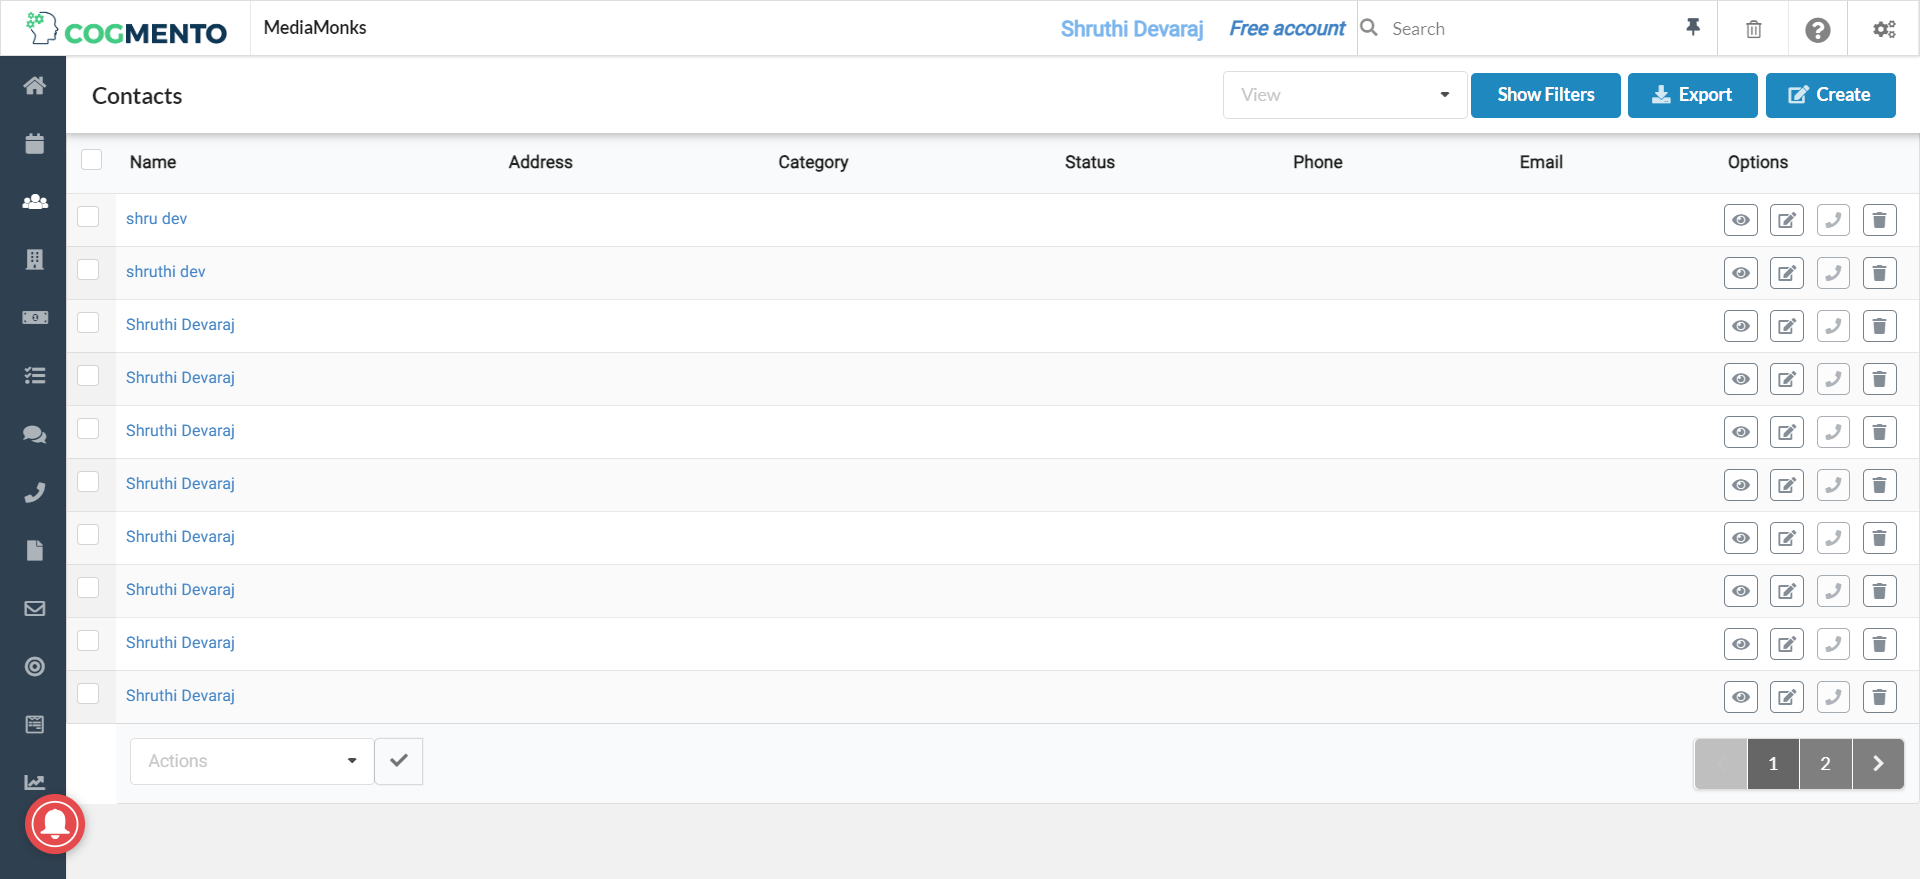 COGMENTO
MediaMonks
Shruthi Devaraj
Free account
Search
Contacts
View
Show Filters
Export
Create
Name Address Category Status Phone Email Options
shru dev
shruthi dev
Shruthi Devaraj
Shruthi Devaraj
Shruthi Devaraj
Shruthi Devaraj
Shruthi Devaraj
Shruthi Devaraj
Shruthi Devaraj
Shruthi Devaraj
Actions
1 2